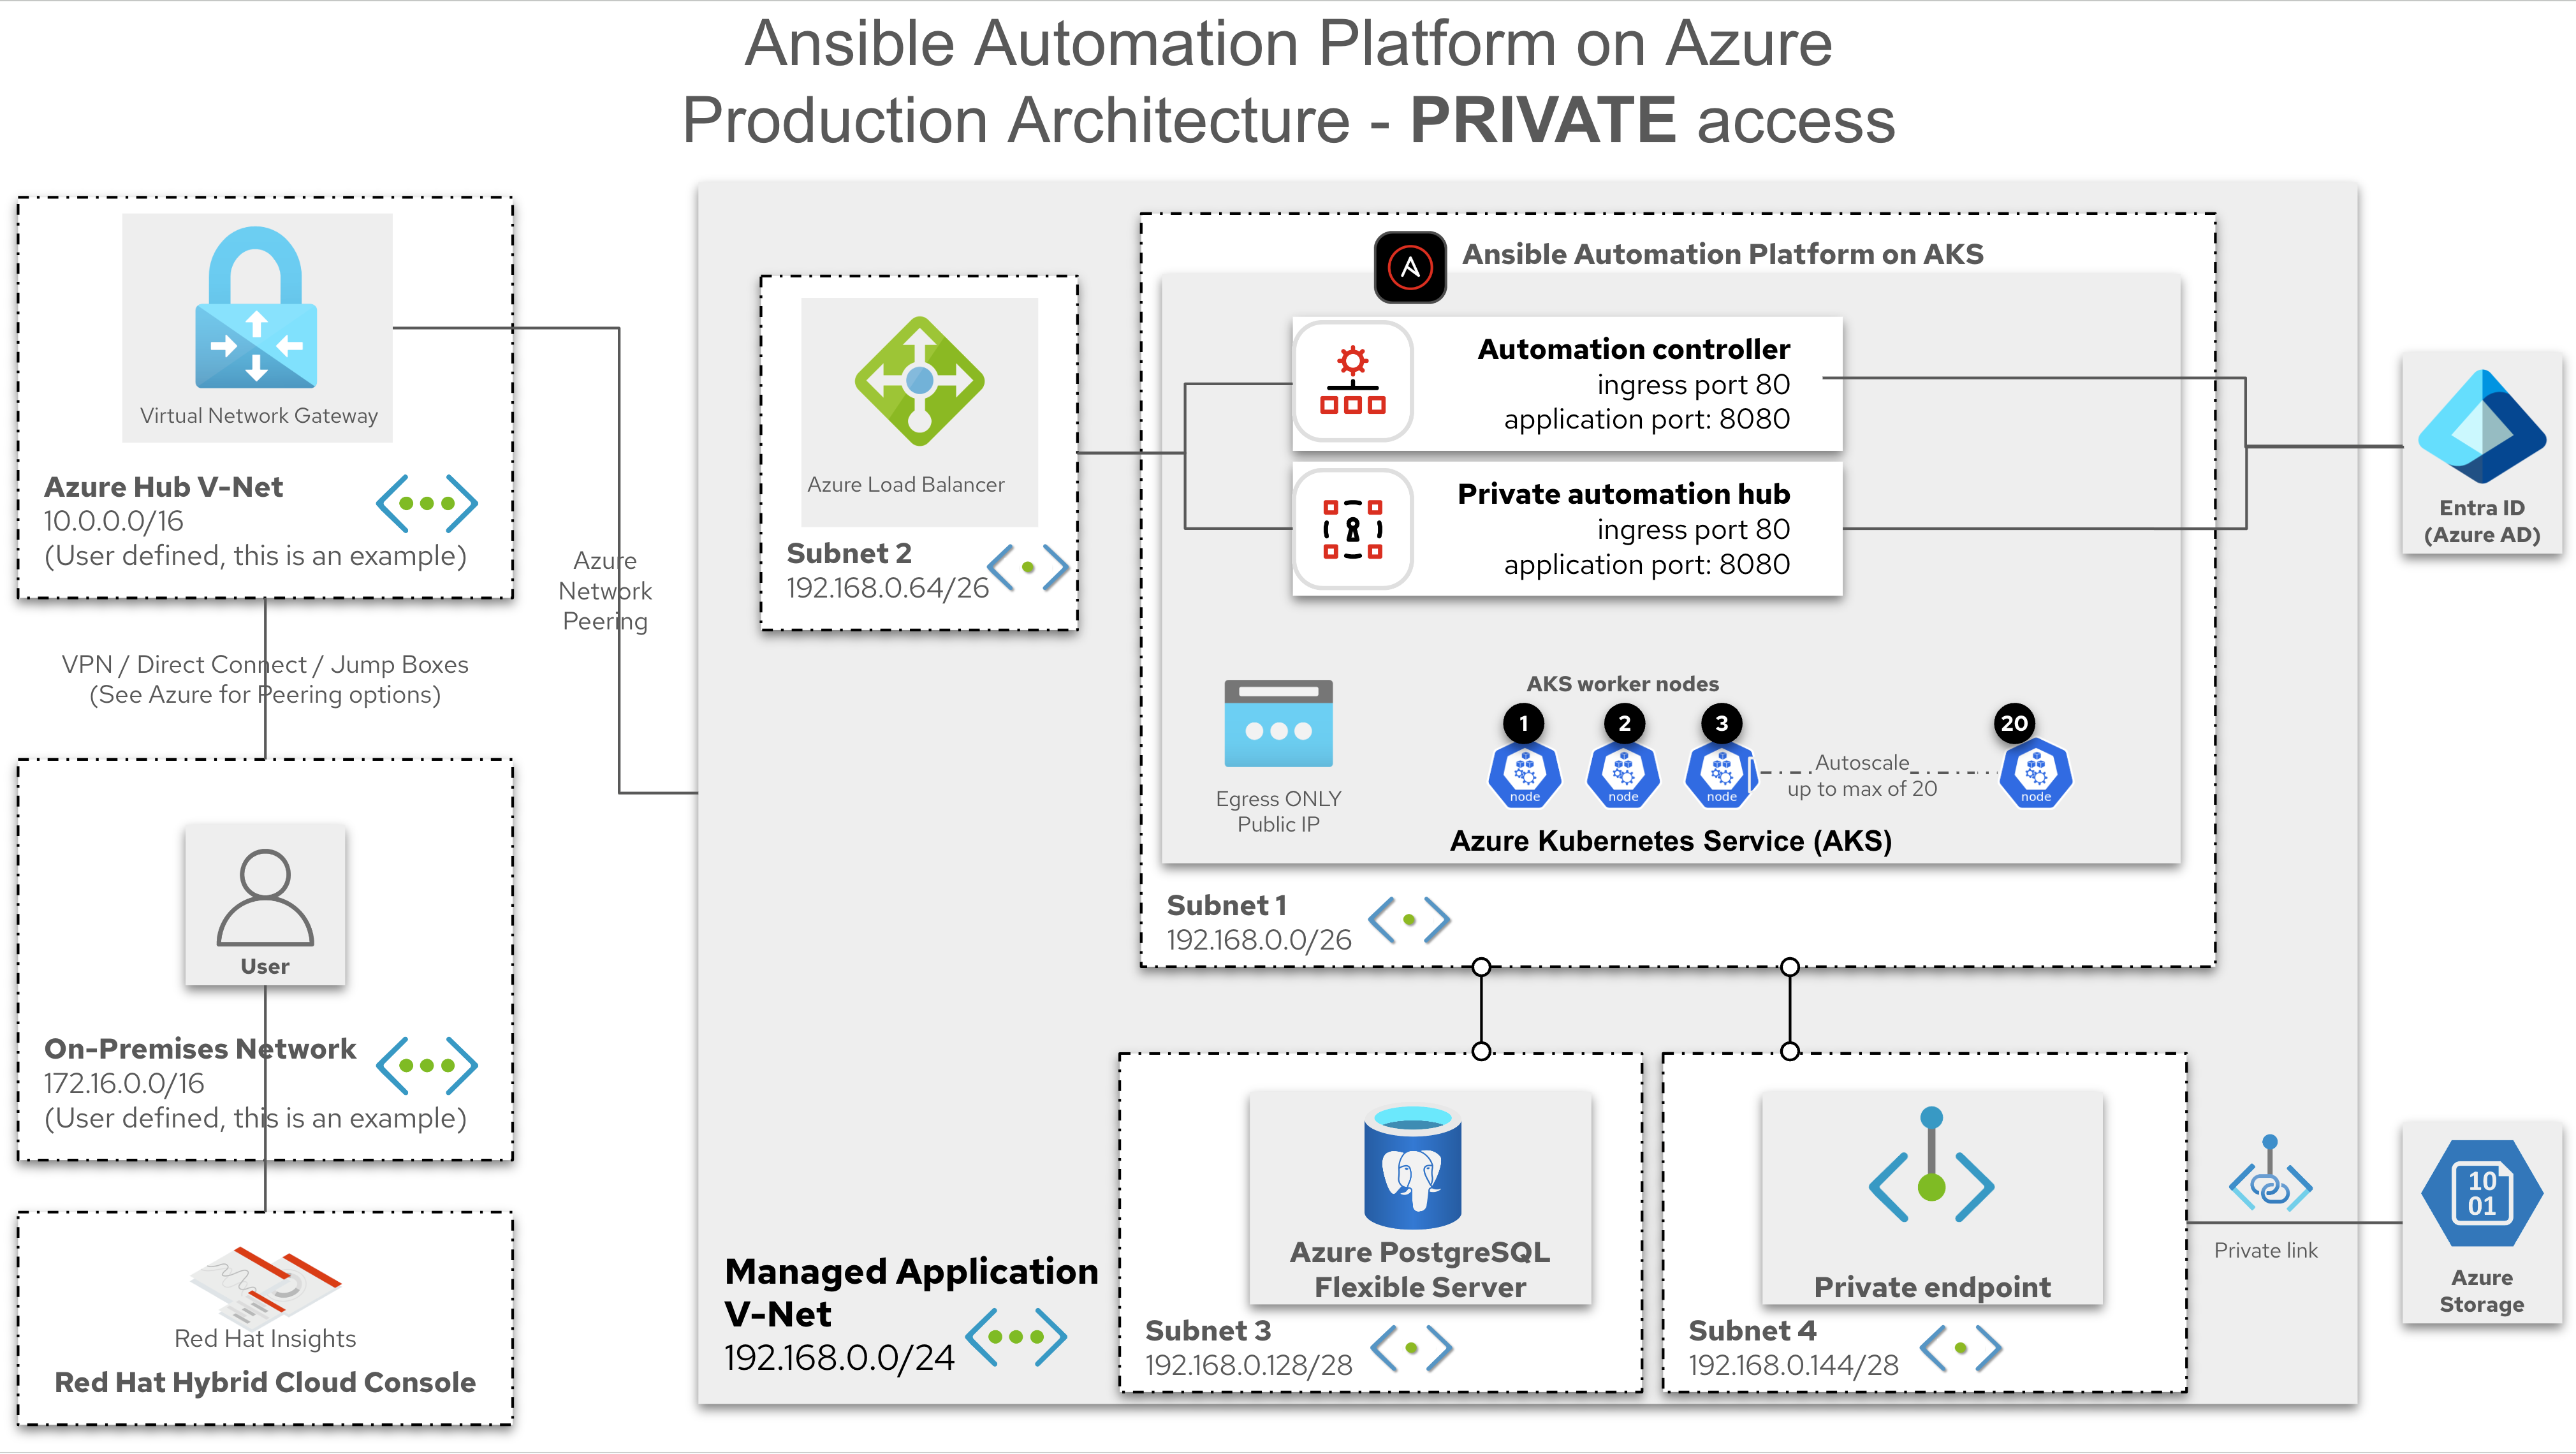 Ansible Automation Platform on Azure
Production Architecture - PRIVATE access
Virtual Network Gateway
Azure Hub V-Net
10.0.0.0/16
(User defined, this is an example)
VPN / Direct Connect / Jump Boxes
(See Azure for Peering options)
User
On-Premises Network
172.16.0.0/16
(User defined, this is an example)
Red Hat Insights
Red Hat Hybrid Cloud Console
Azure
Network
Peering
Azure Load Balancer
Subnet 2
192.168.0.64/26
Ansible Automation Platform on AKS
Automation controller
ingress port 80
application port: 8080
Private automation hub
ingress port 80
application port: 8080
Egress ONLY
Public IP
AKS worker nodes
1
2
3
20
node
node
node
node
Autoscale
up to max of 20
Azure Kubernetes Service (AKS)
Subnet 1
192.168.0.0/26
Managed Application
V-Net
192.168.0.0/24
Azure PostgreSQL
Flexible Server
Subnet 3
192.168.0.128/28
Private endpoint
Subnet 4
192.168.0.144/28
Entra ID
(Azure AD)
Private link
10
01
Azure
Storage